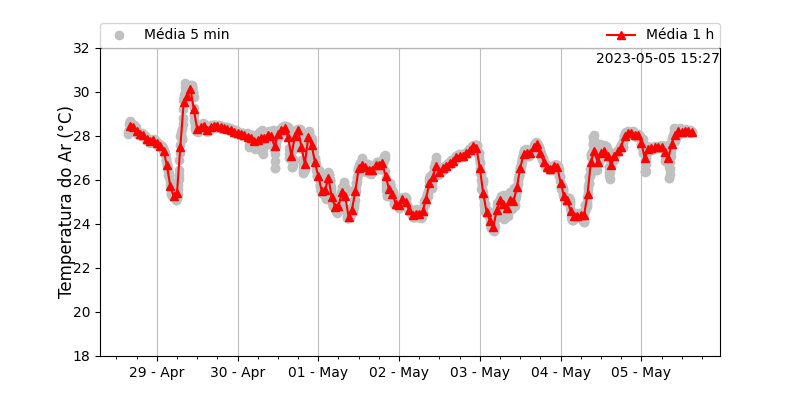 Média 5 min
Média 1 h
2023-05-05 15:27
Temperatura do Ar (°C)
32
30
28
26
24
22
20
18
29 - Apr
30 - Apr
01 - May
02 - May
03 - May
04 - May
05 - May